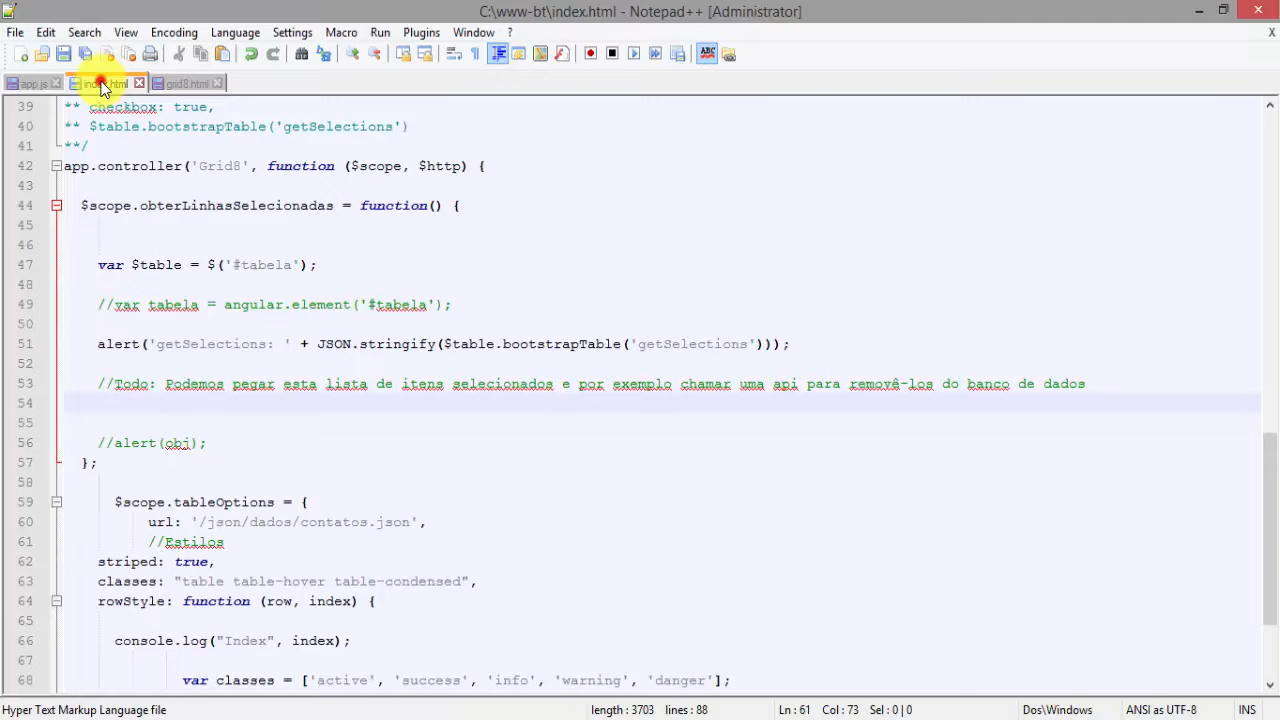 C:\www-bt\index.html - Notepad++ [Administrator]
File Edit Search View Encoding Language Settings Macro Run Plugins Window ? X
app.js index.html grid8.html
39 ** checkbox: true,
40 ** $table.bootstrapTable('getSelections')
41 **/
42 app.controller('Grid8', function ($scope, $http) {
43
44 $scope.obterLinhasSelecionadas = function() {
45
46
47 var $table = $('#tabela');
48
49 //var tabela = angular.element('#tabela');
50
51 alert('getSelections: ' + JSON.stringify($table.bootstrapTable('getSelections')));
52
53 //Todo: Podemos pegar esta lista de itens selecionados e por exemplo chamar uma api para removê-los do banco de dados
54
55
56 //alert(obj);
57 };
58
59 $scope.tableOptions = {
60 url: '/json/dados/contatos.json',
61 //Estilos
62 striped: true,
63 classes: "table table-hover table-condensed",
64 rowStyle: function (row, index) {
65
66 console.log("Index", index);
67
68 var classes = ['active', 'success', 'info', 'warning', 'danger'];
Hyper Text Markup Language file length : 3703 lines : 88 Ln : 61 Col : 73 Sel : 0 | 0 Dos\Windows ANSI as UTF-8 INS